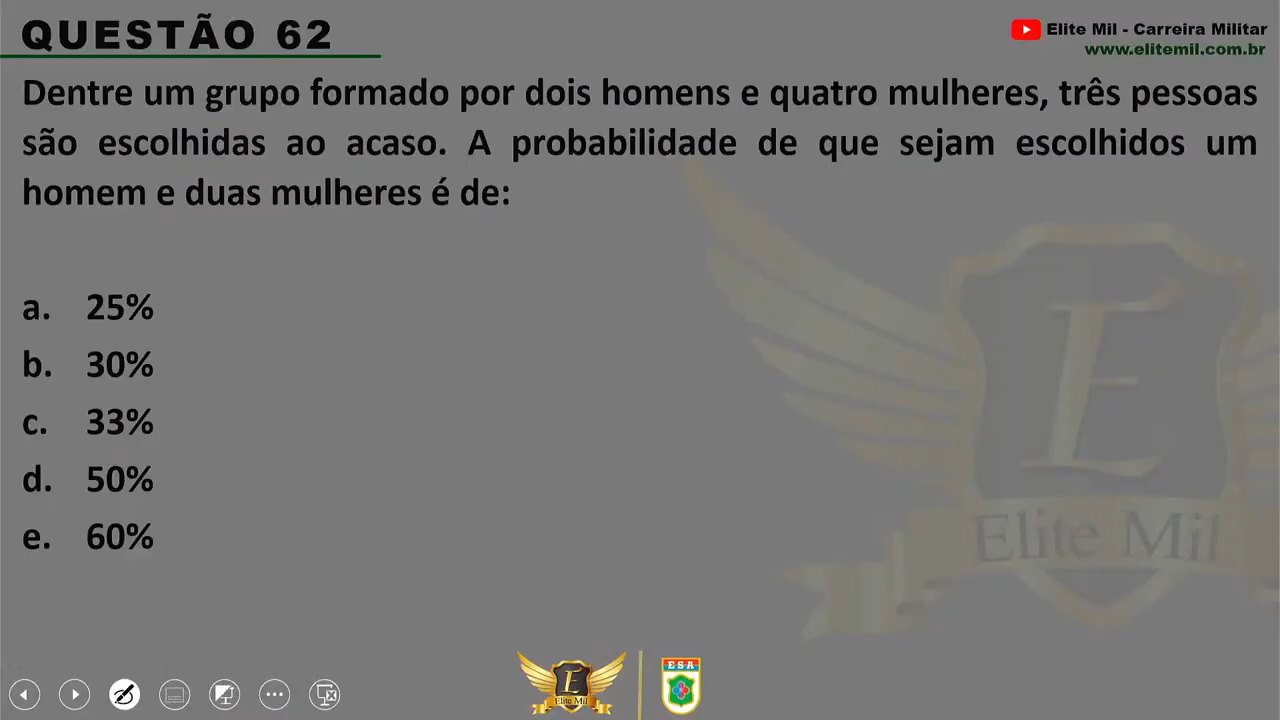 QUESTÃO 62
Elite Mil - Carreira Militar
www.elitemil.com.br
Dentre um grupo formado por dois homens e quatro mulheres, três pessoas
são escolhidas ao acaso. A probabilidade de que sejam escolhidos um
homem e duas mulheres é de:
a. 25%
b. 30%
c. 33%
d. 50%
e. 60%
E
Elite Mil
E
Elite Mil
ESA